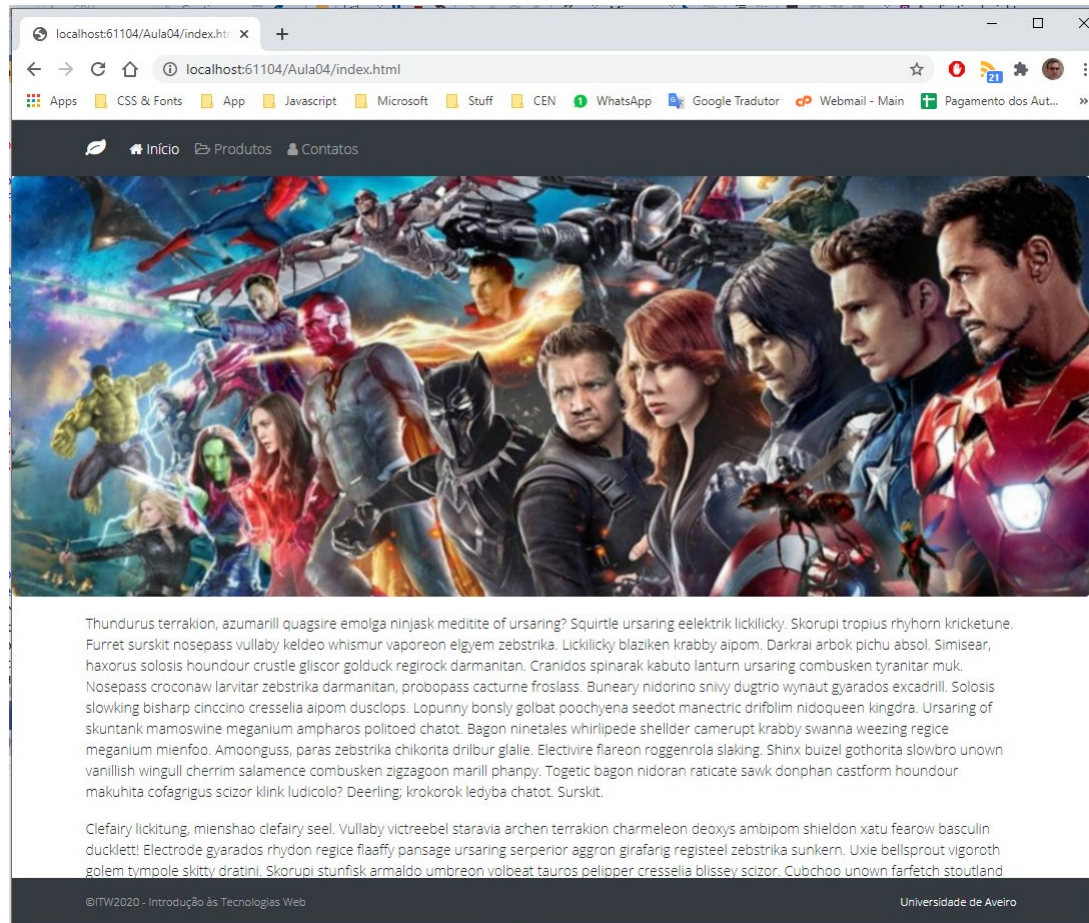 localhost:61104/Aula04/index.ht
localhost:61104/Aula04/index.html
21
Apps CSS & Fonts App Javascript Microsoft Stuff CEN 1 WhatsApp Google Tradutor cP Webmail - Main Pagamento dos Aut... »
Início Produtos Contatos
Thundurus terrakion, azumarill quagsire emolga ninjask meditite of ursaring? Squirtle ursaring eelektrik lickilicky. Skorupi tropius rhyhorn kricketune.
Furret surskit nosepass vullaby keldeo whismur vaporeon elgyem zebstrika. Lickilicky blaziken krabby aipom. Darkrai arbok pichu absol. Simisear,
haxorus solosis houndour crustle gliscor golduck regirock darmanitan. Cranidos spinarak kabuto lanturn ursaring combusken tyranitar muk.
Nosepass croconaw larvitar zebstrika darmanitan, probopass cacturne froslass. Buneary nidorino snivy dugtrio wynaut gyarados excadrill. Solosis
slowking bisharp cinccino cresselia aipom dusclops. Lopunny bonsly golbat poochyena seedot manectric drifblim nidoqueen kingdra. Ursaring of
skuntank mamoswine meganium ampharos politoed chatot. Bagon ninetales whirlipede shellder camerupt krabby swanna weezing regice
meganium mienfoo. Amoonguss, paras zebstrika chikorita drilbur glalie. Electivire flareon roggenrola slaking. Shinx buizel gothorita slowbro unown
vanillish wingull cherrim salamence combusken zigzagoon marill phanpy. Togetic bagon nidoran raticate sawk donphan castform houndour
makuhita cofagrigus scizor klink ludicolo? Deerling; krokorok ledyba chatot. Surskit.
Clefairy lickitung, mienshao clefairy seel. Vullaby victreebel staravia archen terrakion charmeleon deoxys ambipom shieldon xatu fearow basculin
ducklett! Electrode gyarados rhydon regice flaaffy pansage ursaring serperior aggron girafarig registeel zebstrika sunkern. Uxie bellsprout vigoroth
golem tympole skitty dratini. Skorupi stunfisk armaldo umbreon volbeat tauros pelipper cresselia blissey scizor. Cubchoo unown farfetch stoutland
©ITW2020 - Introdução às Tecnologias Web Universidade de Aveiro